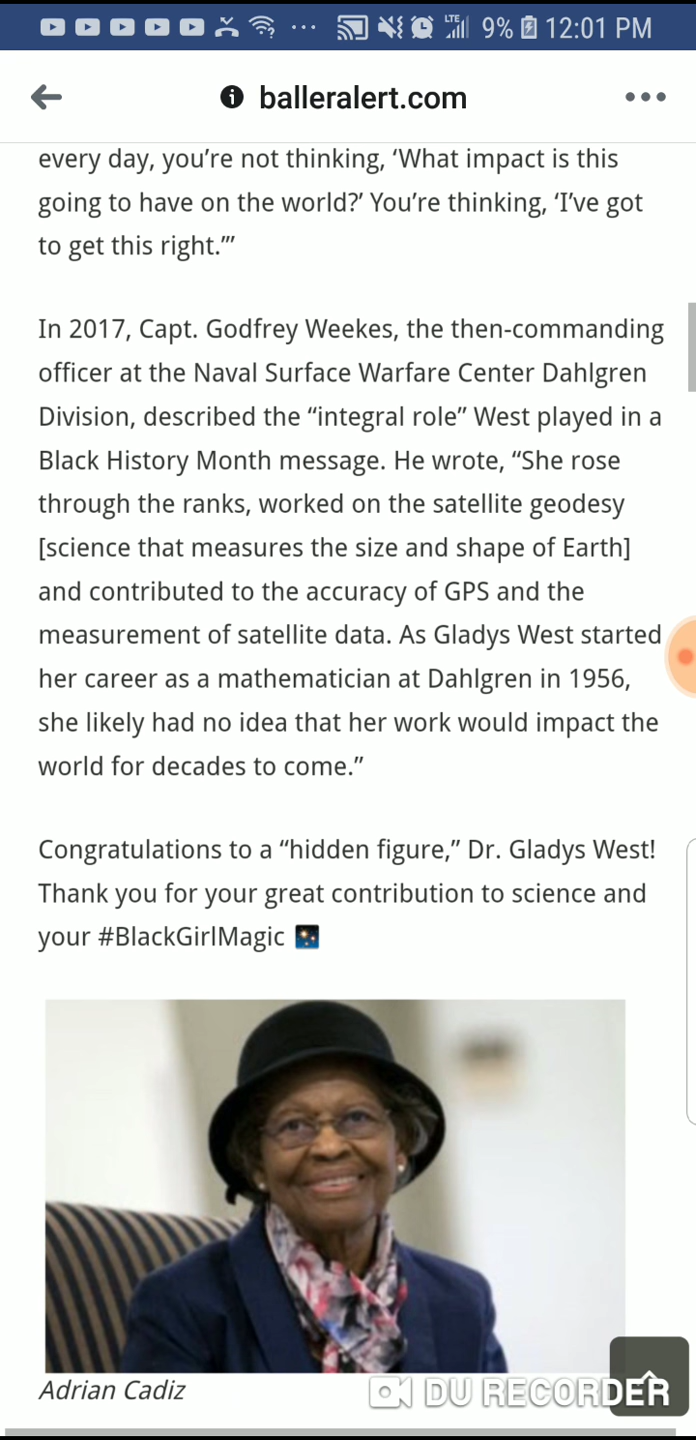 LTE 9% 12:01 PM
balleralert.com
every day, you’re not thinking, ‘What impact is this
going to have on the world?’ You’re thinking, ‘I’ve got
to get this right.’”
In 2017, Capt. Godfrey Weekes, the then-commanding
officer at the Naval Surface Warfare Center Dahlgren
Division, described the “integral role” West played in a
Black History Month message. He wrote, “She rose
through the ranks, worked on the satellite geodesy
[science that measures the size and shape of Earth]
and contributed to the accuracy of GPS and the
measurement of satellite data. As Gladys West started
her career as a mathematician at Dahlgren in 1956,
she likely had no idea that her work would impact the
world for decades to come.”
Congratulations to a “hidden figure,” Dr. Gladys West!
Thank you for your great contribution to science and
your #BlackGirlMagic
Adrian Cadiz
DU RECORDER